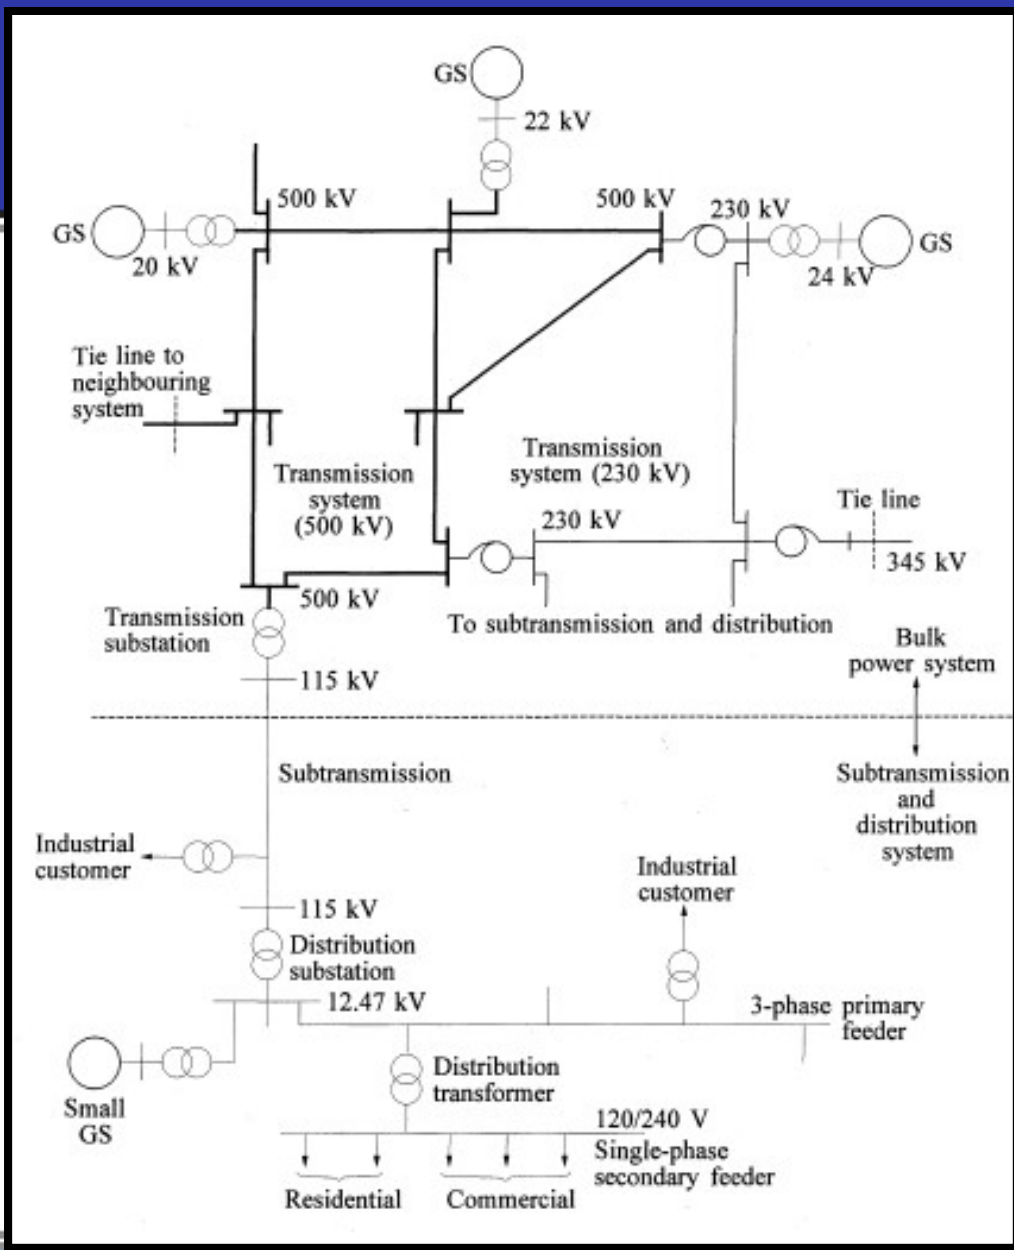 GS
22 kV
500 kV
500 kV
230 kV
GS
20 kV
24 kV
GS
Tie line to
neighbouring
system
Transmission
system
(500 kV)
Transmission
system (230 kV)
Tie line
230 kV
345 kV
500 kV
Transmission
substation
To subtransmission and distribution
115 kV
Bulk
power system
Subtransmission
Subtransmission
and
distribution
system
Industrial
customer
Industrial
customer
115 kV
Distribution
substation
12.47 kV
3-phase primary
feeder
Small
GS
Distribution
transformer
120/240 V
Single-phase
secondary feeder
Residential
Commercial